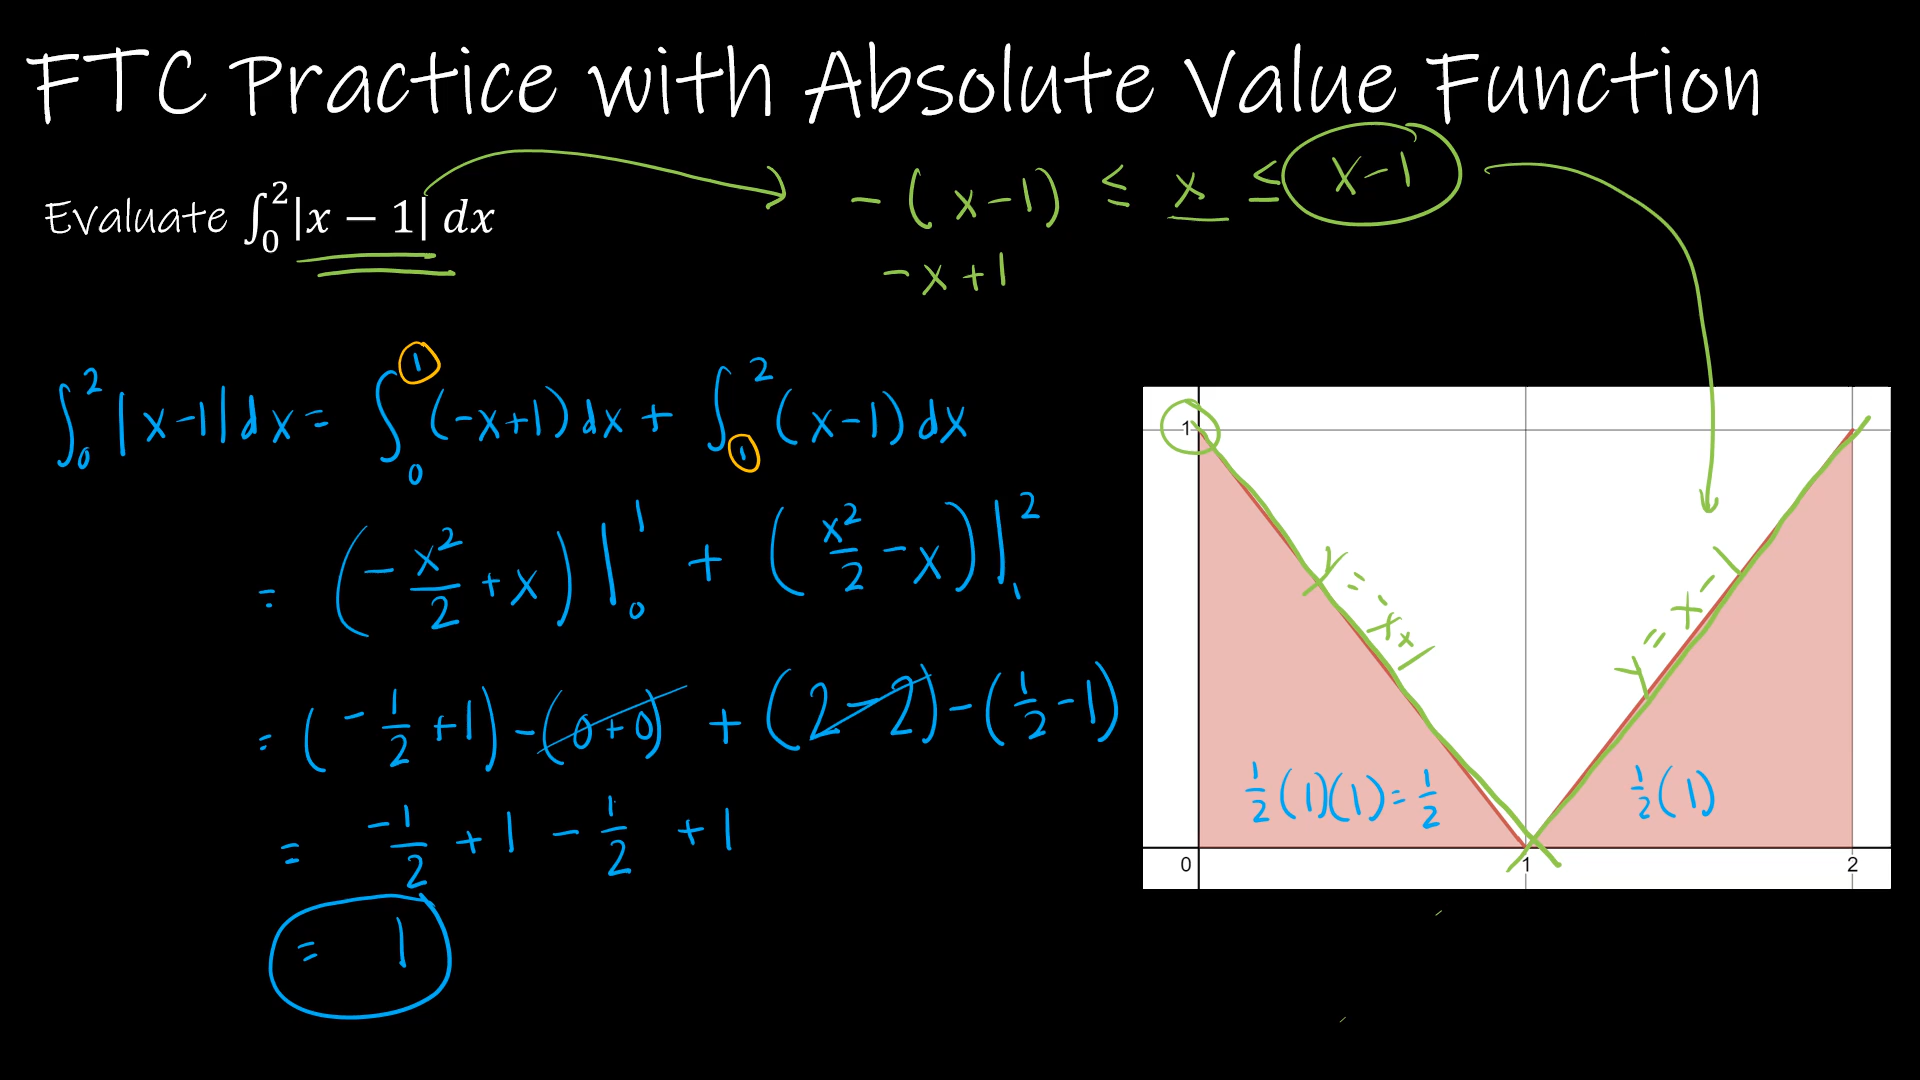 FTC Practice with Absolute Value Function
Evaluate ∫₀²|x − 1| dx
-(x-1) ≤ x ≤ x-1
-x+1
∫₀²|x-1|dx = ∫₀¹(-x+1)dx + ∫₁²(x-1)dx
= (-x²/2 + x)|₀¹ + (x²/2 - x)|₁²
= (-1/2 + 1) - (0+0) + (2-2) - (1/2 - 1)
= -1/2 + 1 - 1/2 + 1
= 1
1
y = -x+1
y = x-1
1/2(1)(1) = 1/2
1/2(1)
0 1 2